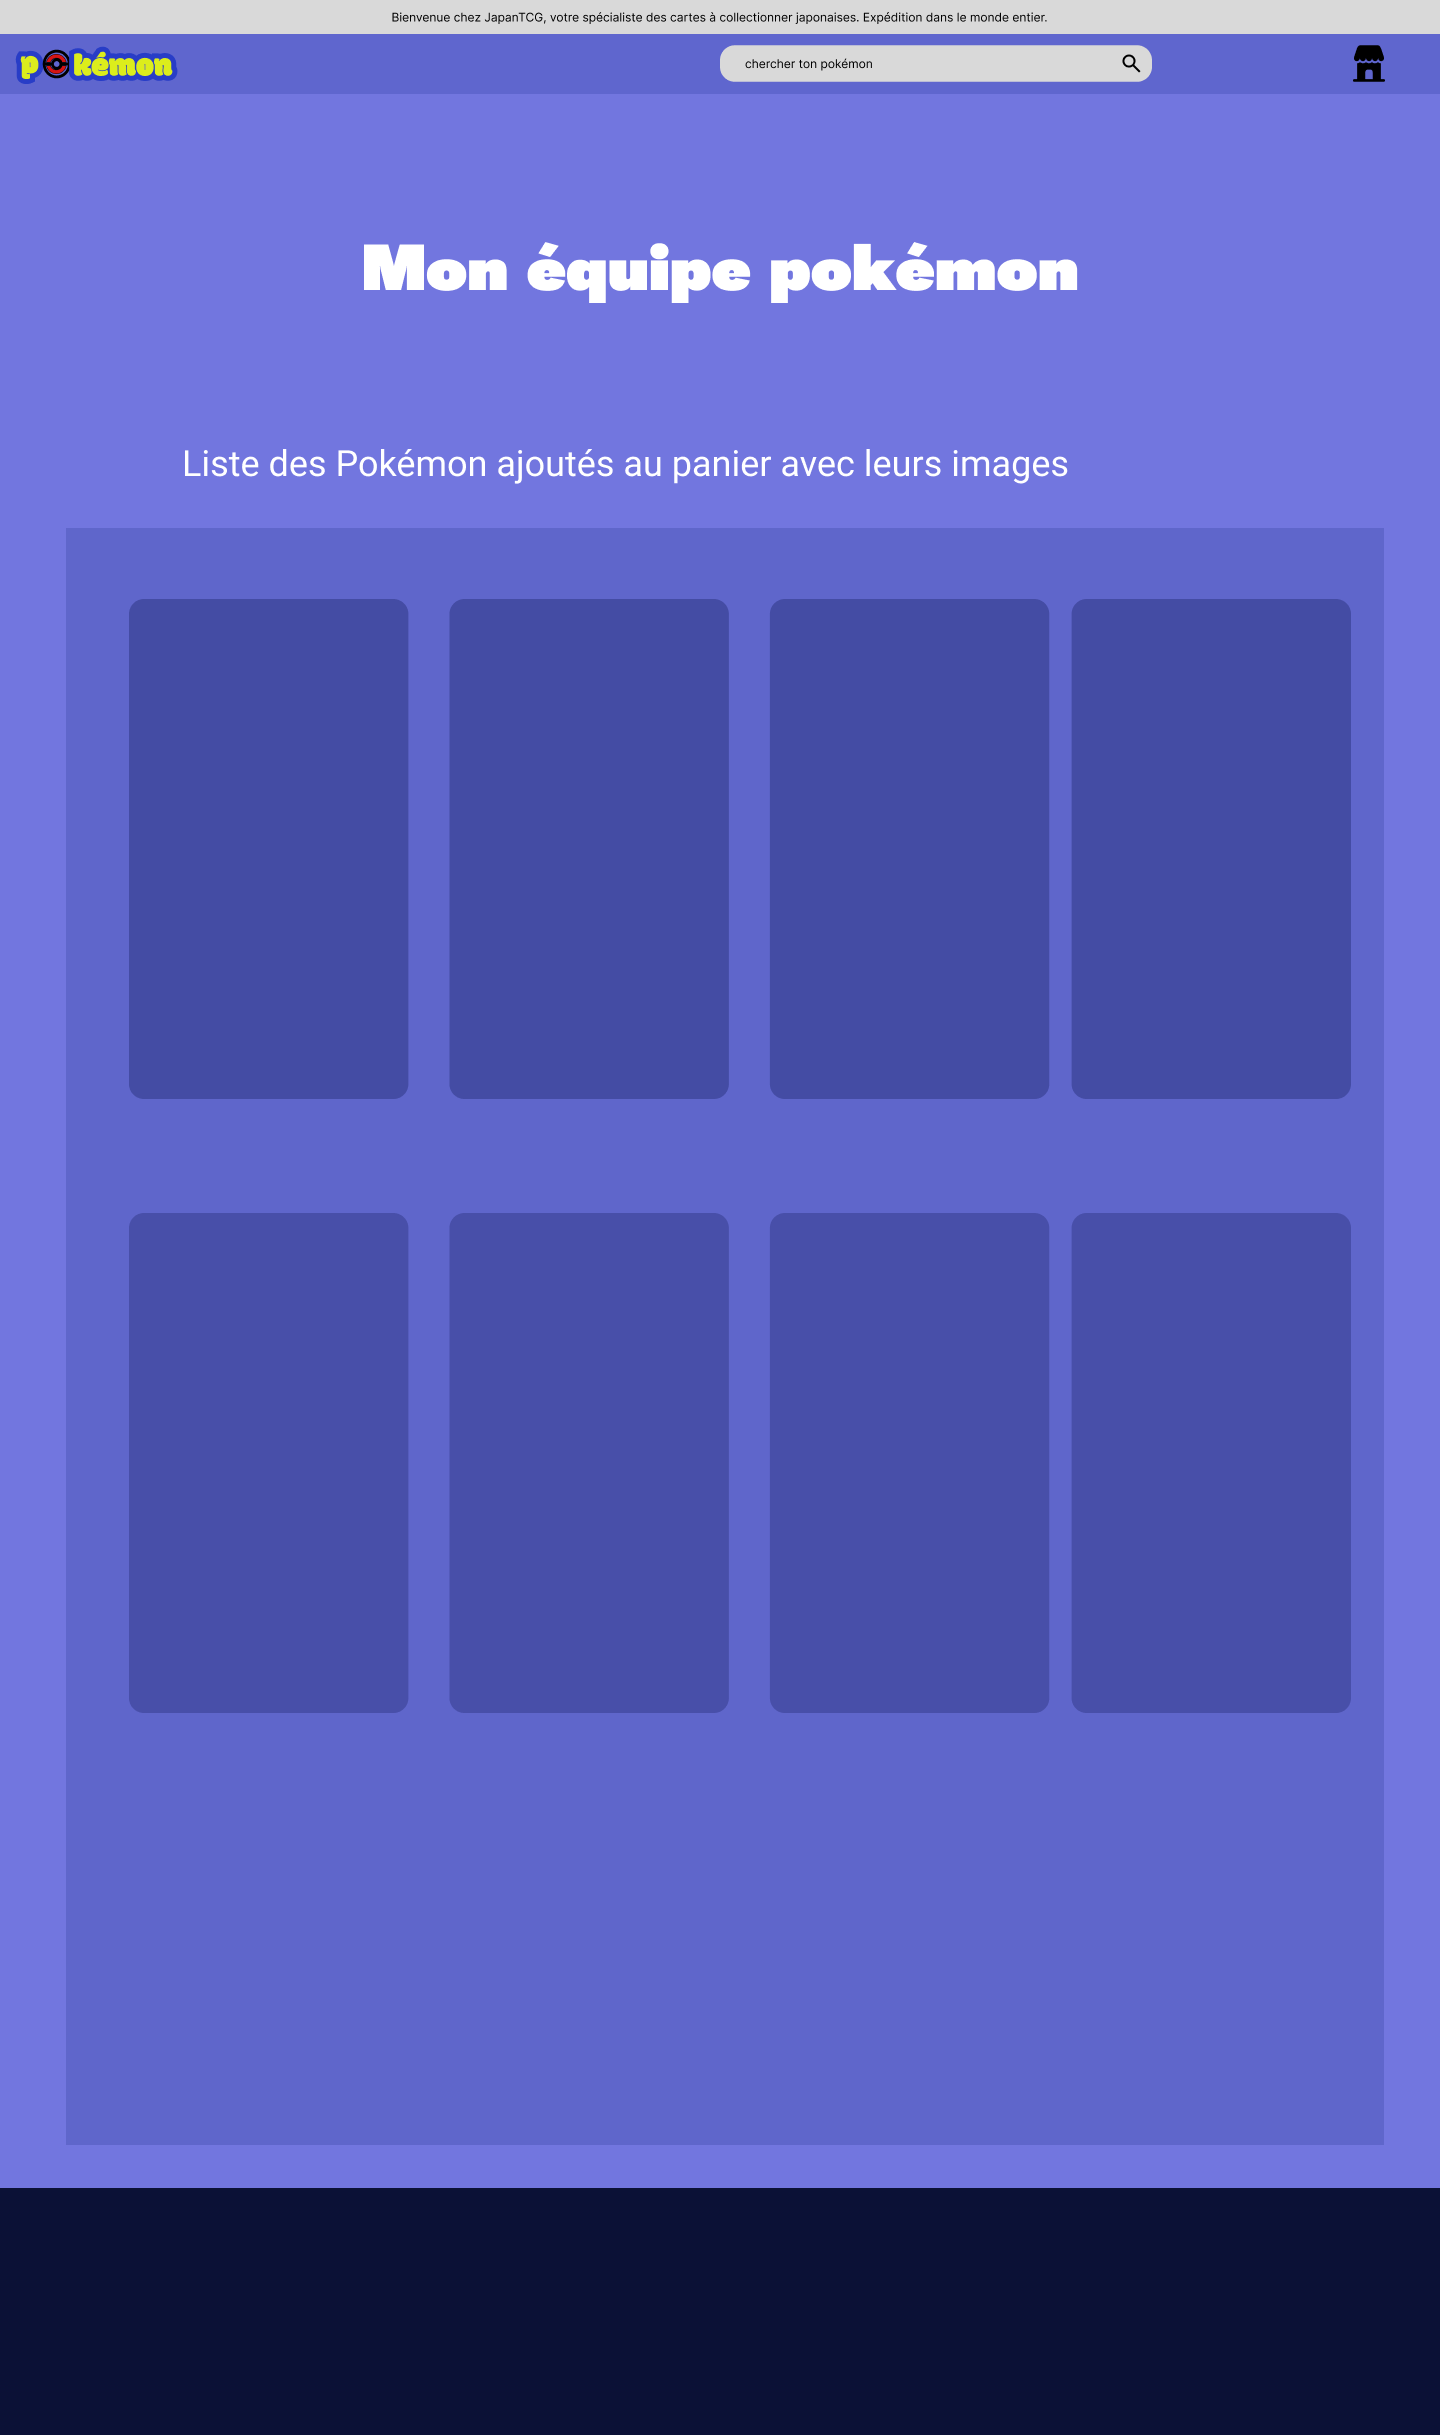 Bienvenue chez JapanTCG, votre spécialiste des cartes à collectionner japonaises. Expédition dans le monde entier.
pokémon
chercher ton pokémon
Mon équipe pokémon
Liste des Pokémon ajoutés au panier avec leurs images